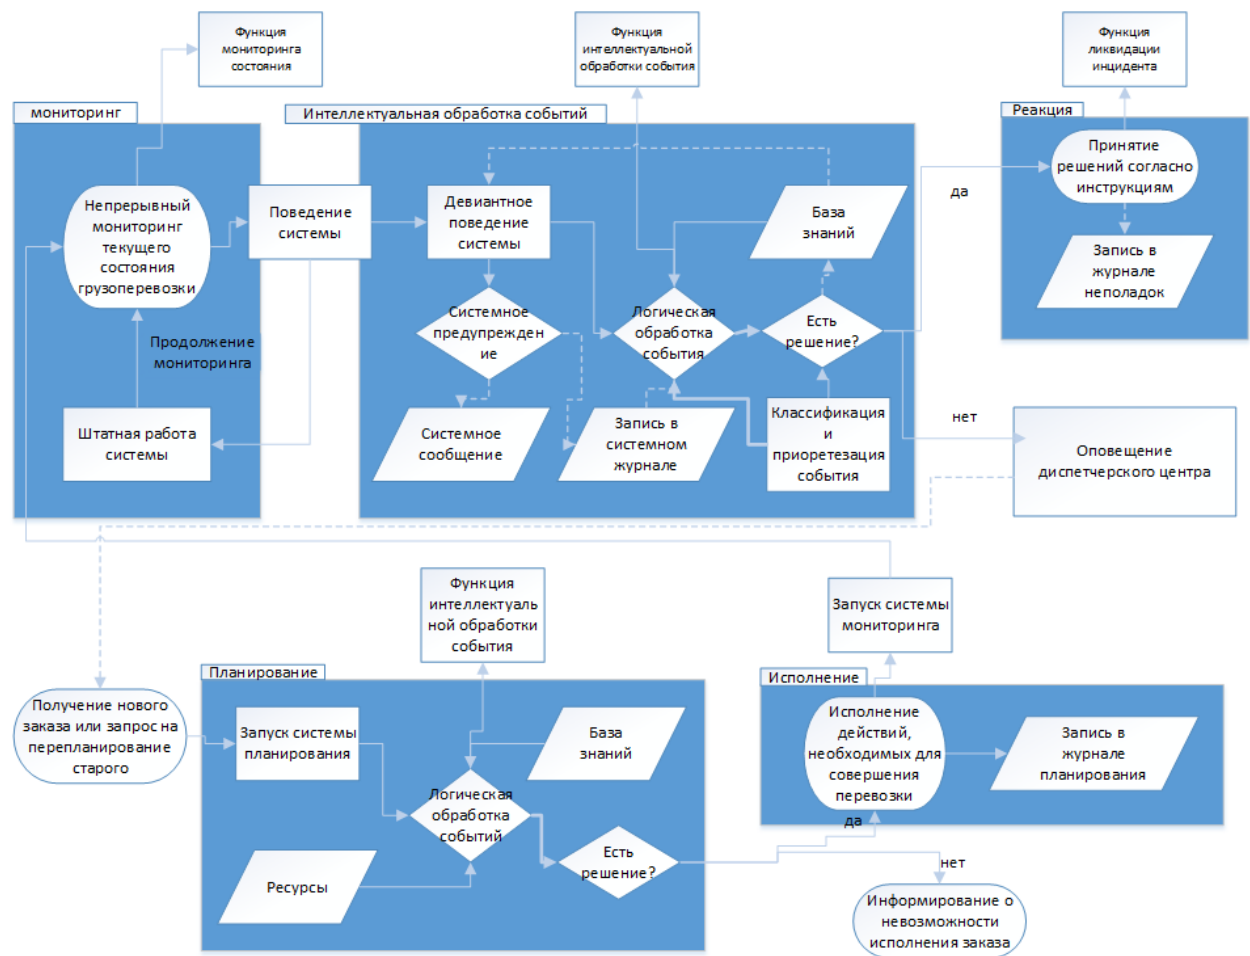 Функция
мониторинга
состояния
Функция
интеллектуальной
обработки события
Функция
ликвидации
инцидента
мониторинг
Интеллектуальная обработка событий
Реакция
Непрерывный
мониторинг
текущего
состояния
грузоперевозки
Поведение
системы
Девиантное
поведение
системы
База
знаний
да
Принятие
решений согласно
инструкциям
Запись в
журнале
неполадок
Продолжение
мониторинга
Системное
предупрежден
ие
Логическая
обработка
события
Есть
решение?
Штатная работа
системы
Системное
сообщение
Запись в
системном
журнале
Классификация
и
приоретезация
события
нет
Оповещение
диспетчерского центра
Функция
интеллектуаль
ной обработки
события
Запуск системы
мониторинга
Планирование
Исполнение
Получение нового
заказа или запрос на
перепланирование
старого
Запуск системы
планирования
База
знаний
Исполнение
действий,
необходимых для
совершения
перевозки
Запись в
журнале
планирования
Логическая
обработка
событий
да
Есть
решение?
Ресурсы
нет
Информирование о
невозможности
исполнения заказа